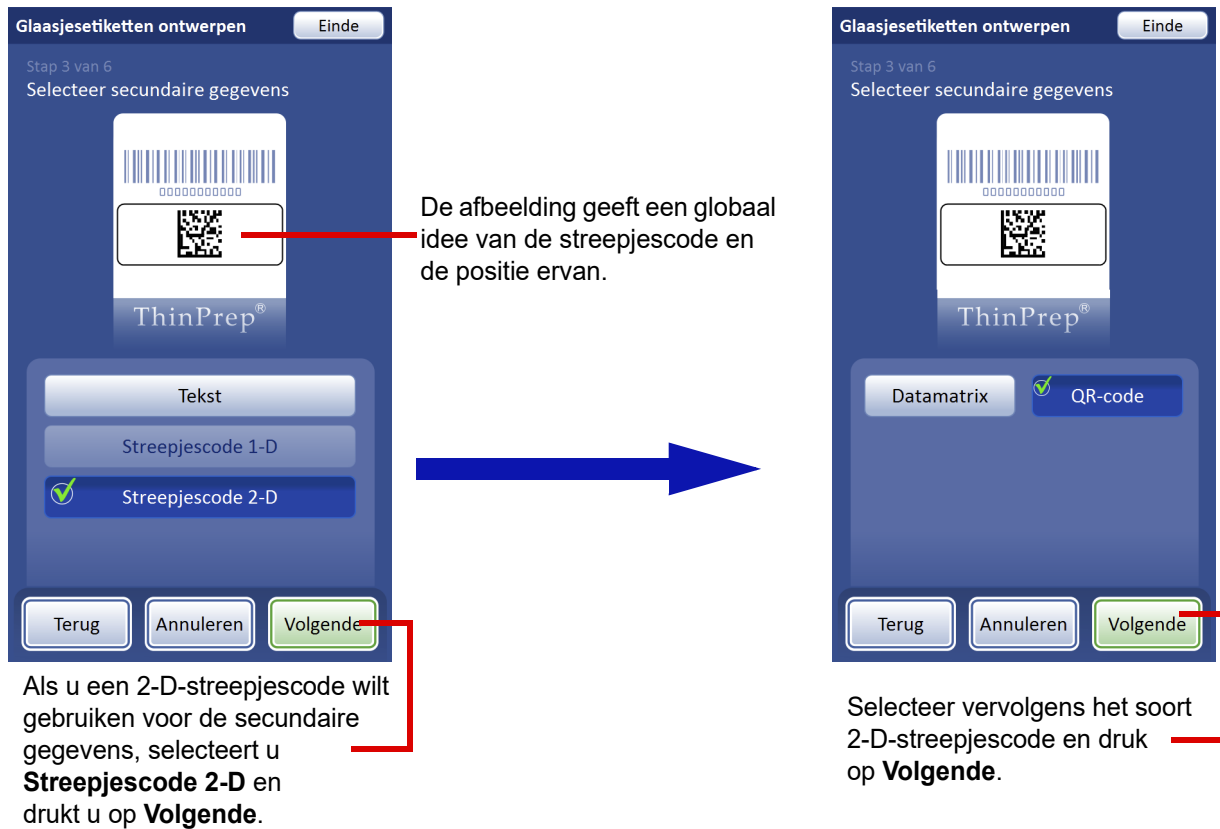 Glaasjesetiketten ontwerpen
Einde
Stap 3 van 6
Selecteer secundaire gegevens
00000000000
ThinPrep®
Tekst
Streepjescode 1-D
Streepjescode 2-D
Terug
Annuleren
Volgende
De afbeelding geeft een globaal
idee van de streepjescode en
de positie ervan.
Als u een 2-D-streepjescode wilt
gebruiken voor de secundaire
gegevens, selecteert u
Streepjescode 2-D en
drukt u op Volgende.
Glaasjesetiketten ontwerpen
Einde
Stap 3 van 6
Selecteer secundaire gegevens
00000000000
ThinPrep®
Datamatrix
QR-code
Terug
Annuleren
Volgende
Selecteer vervolgens het soort
2-D-streepjescode en druk
op Volgende.